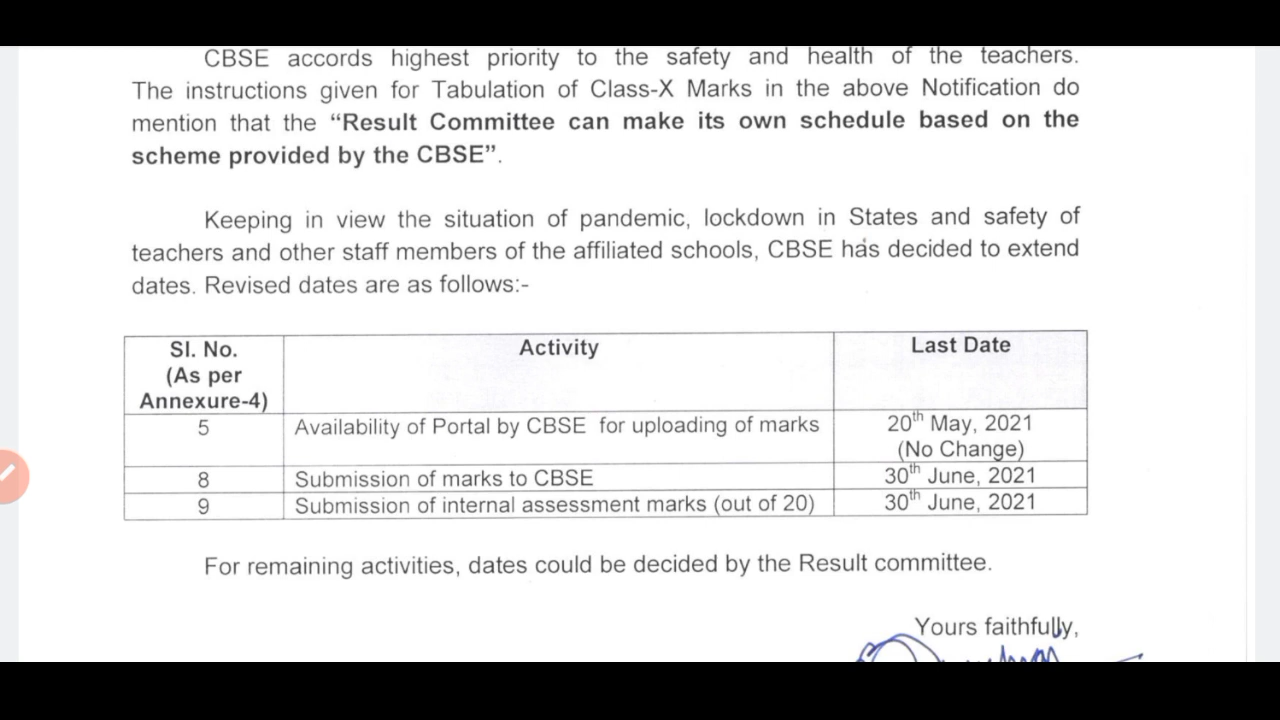 CBSE accords highest priority to the safety and health of the teachers.
The instructions given for Tabulation of Class-X Marks in the above Notification do
mention that the “Result Committee can make its own schedule based on the
scheme provided by the CBSE”.
Keeping in view the situation of pandemic, lockdown in States and safety of
teachers and other staff members of the affiliated schools, CBSE has decided to extend
dates. Revised dates are as follows:-
Sl. No.
(As per
Annexure-4)
Activity
Last Date
5
Availability of Portal by CBSE for uploading of marks
20th May, 2021
(No Change)
8
Submission of marks to CBSE
30th June, 2021
9
Submission of internal assessment marks (out of 20)
30th June, 2021
For remaining activities, dates could be decided by the Result committee.
Yours faithfully,